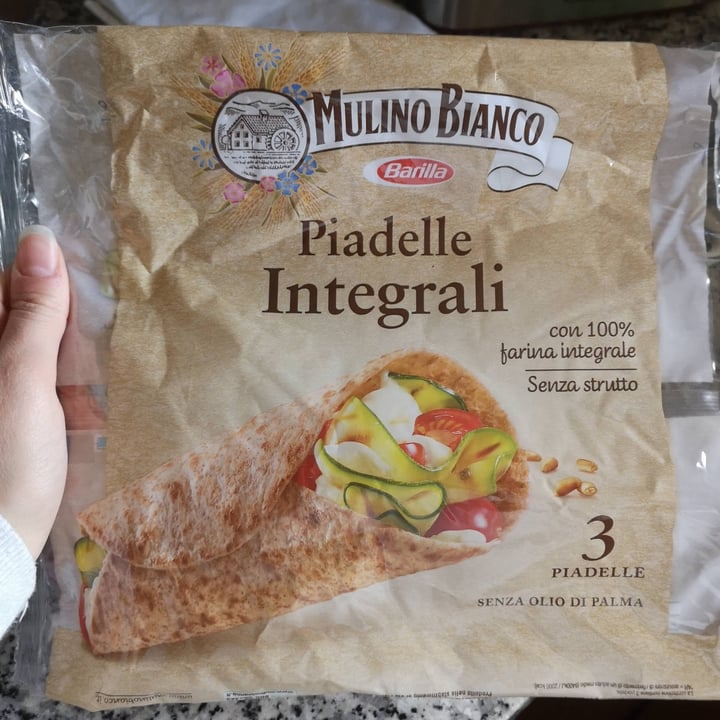 MULINO BIANCO
Barilla
Piadelle
Integrali
con 100%
farina integrale
Senza strutto
3
PIADELLE
SENZA OLIO DI PALMA